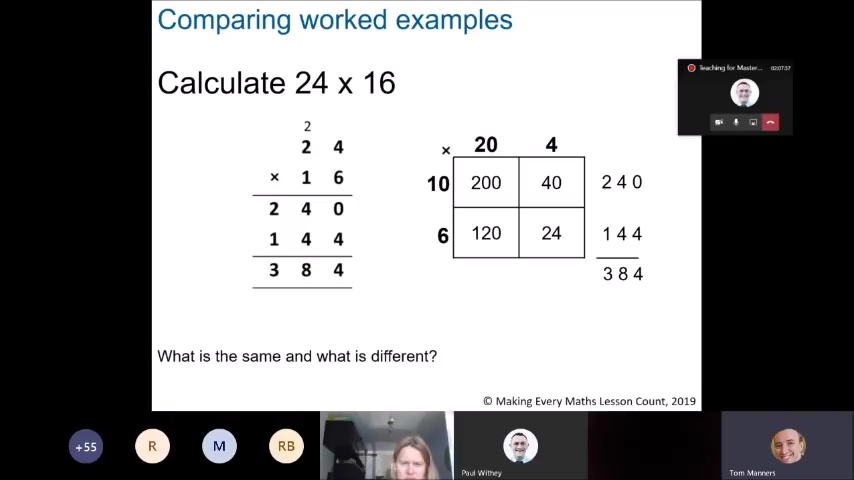 Comparing worked examples
Calculate 24 x 16
2
2 4
× 1 6
2 4 0
1 4 4
3 8 4
× 20 4
10 200 40 2 4 0
6 120 24 1 4 4
3 8 4
What is the same and what is different?
© Making Every Maths Lesson Count, 2019
Teaching for Master... 02:07:37
+55 R M RB
Paul Withey
Tom Manners